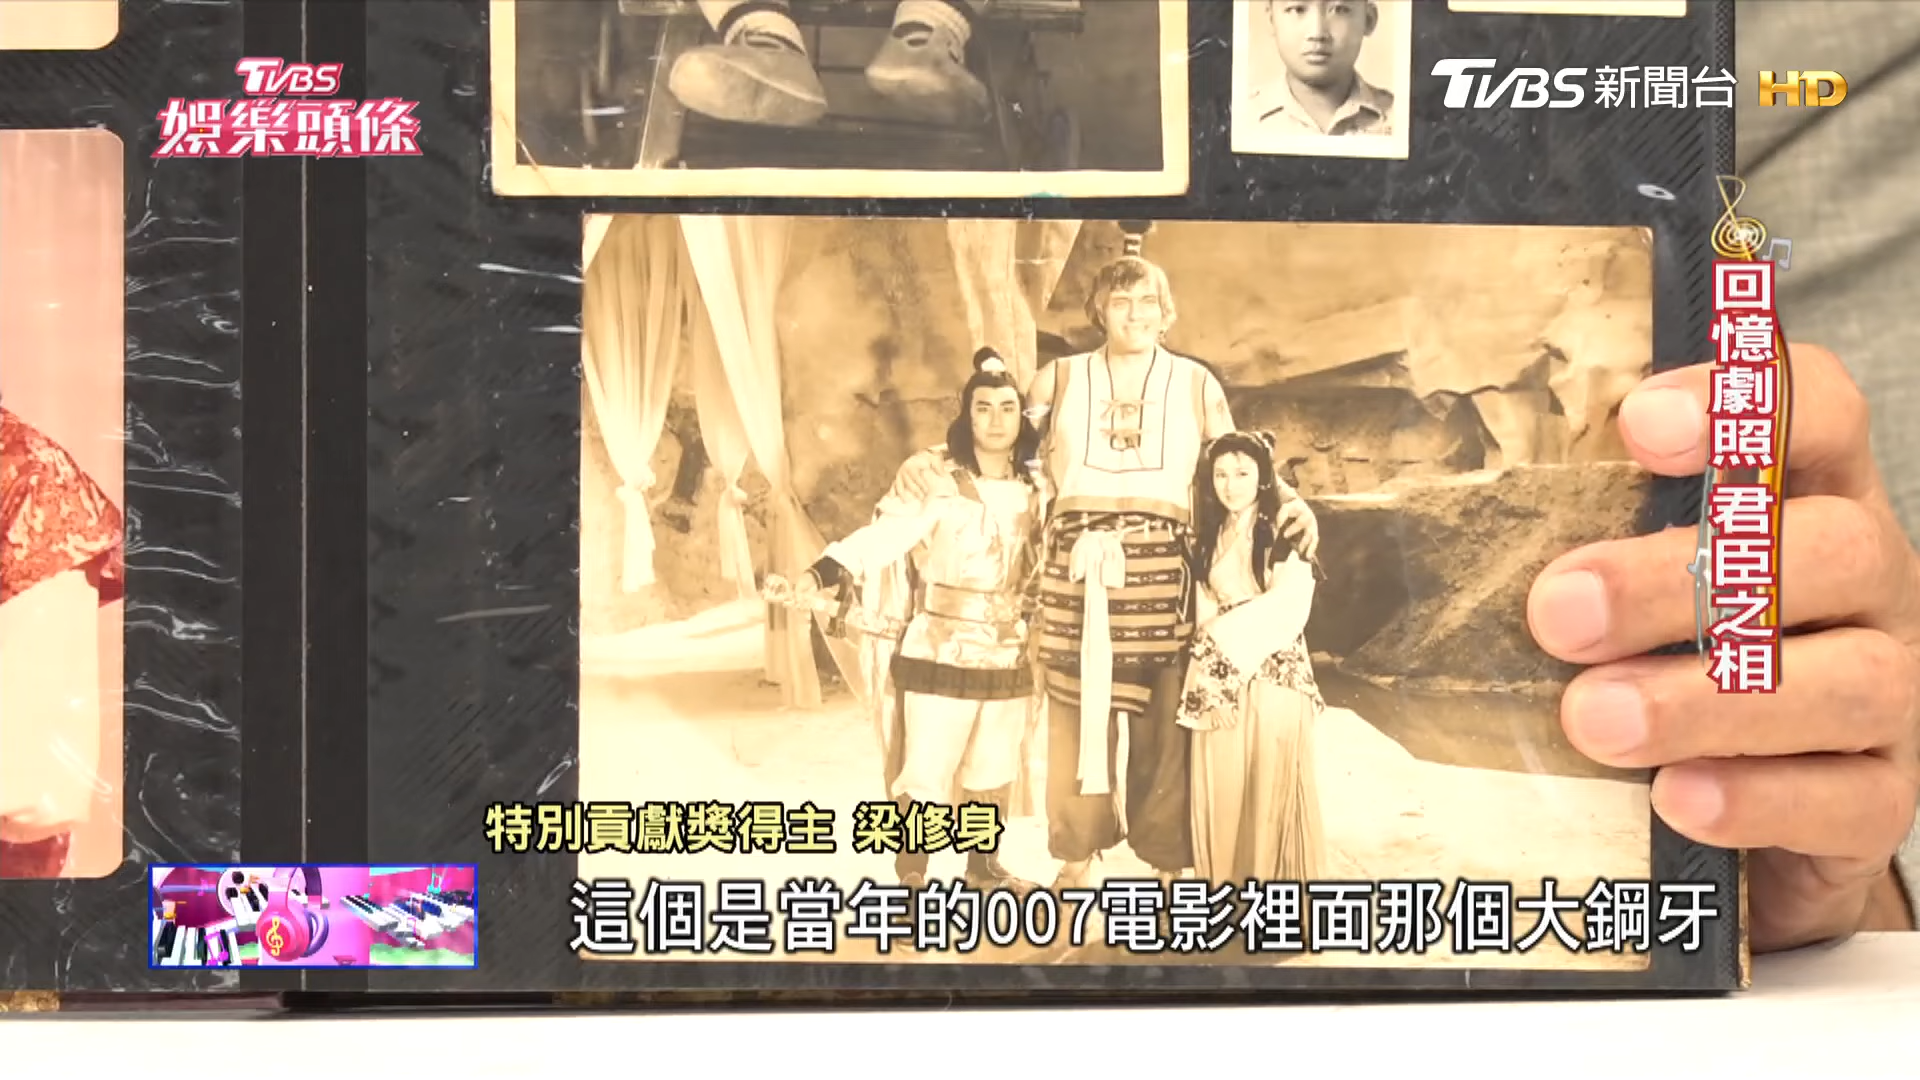 TVBS
娛樂頭條
TVBS新聞台 HD
回憶劇照 君臣之相
特別貢獻獎得主 梁修身
這個是當年的007電影裡面那個大鋼牙